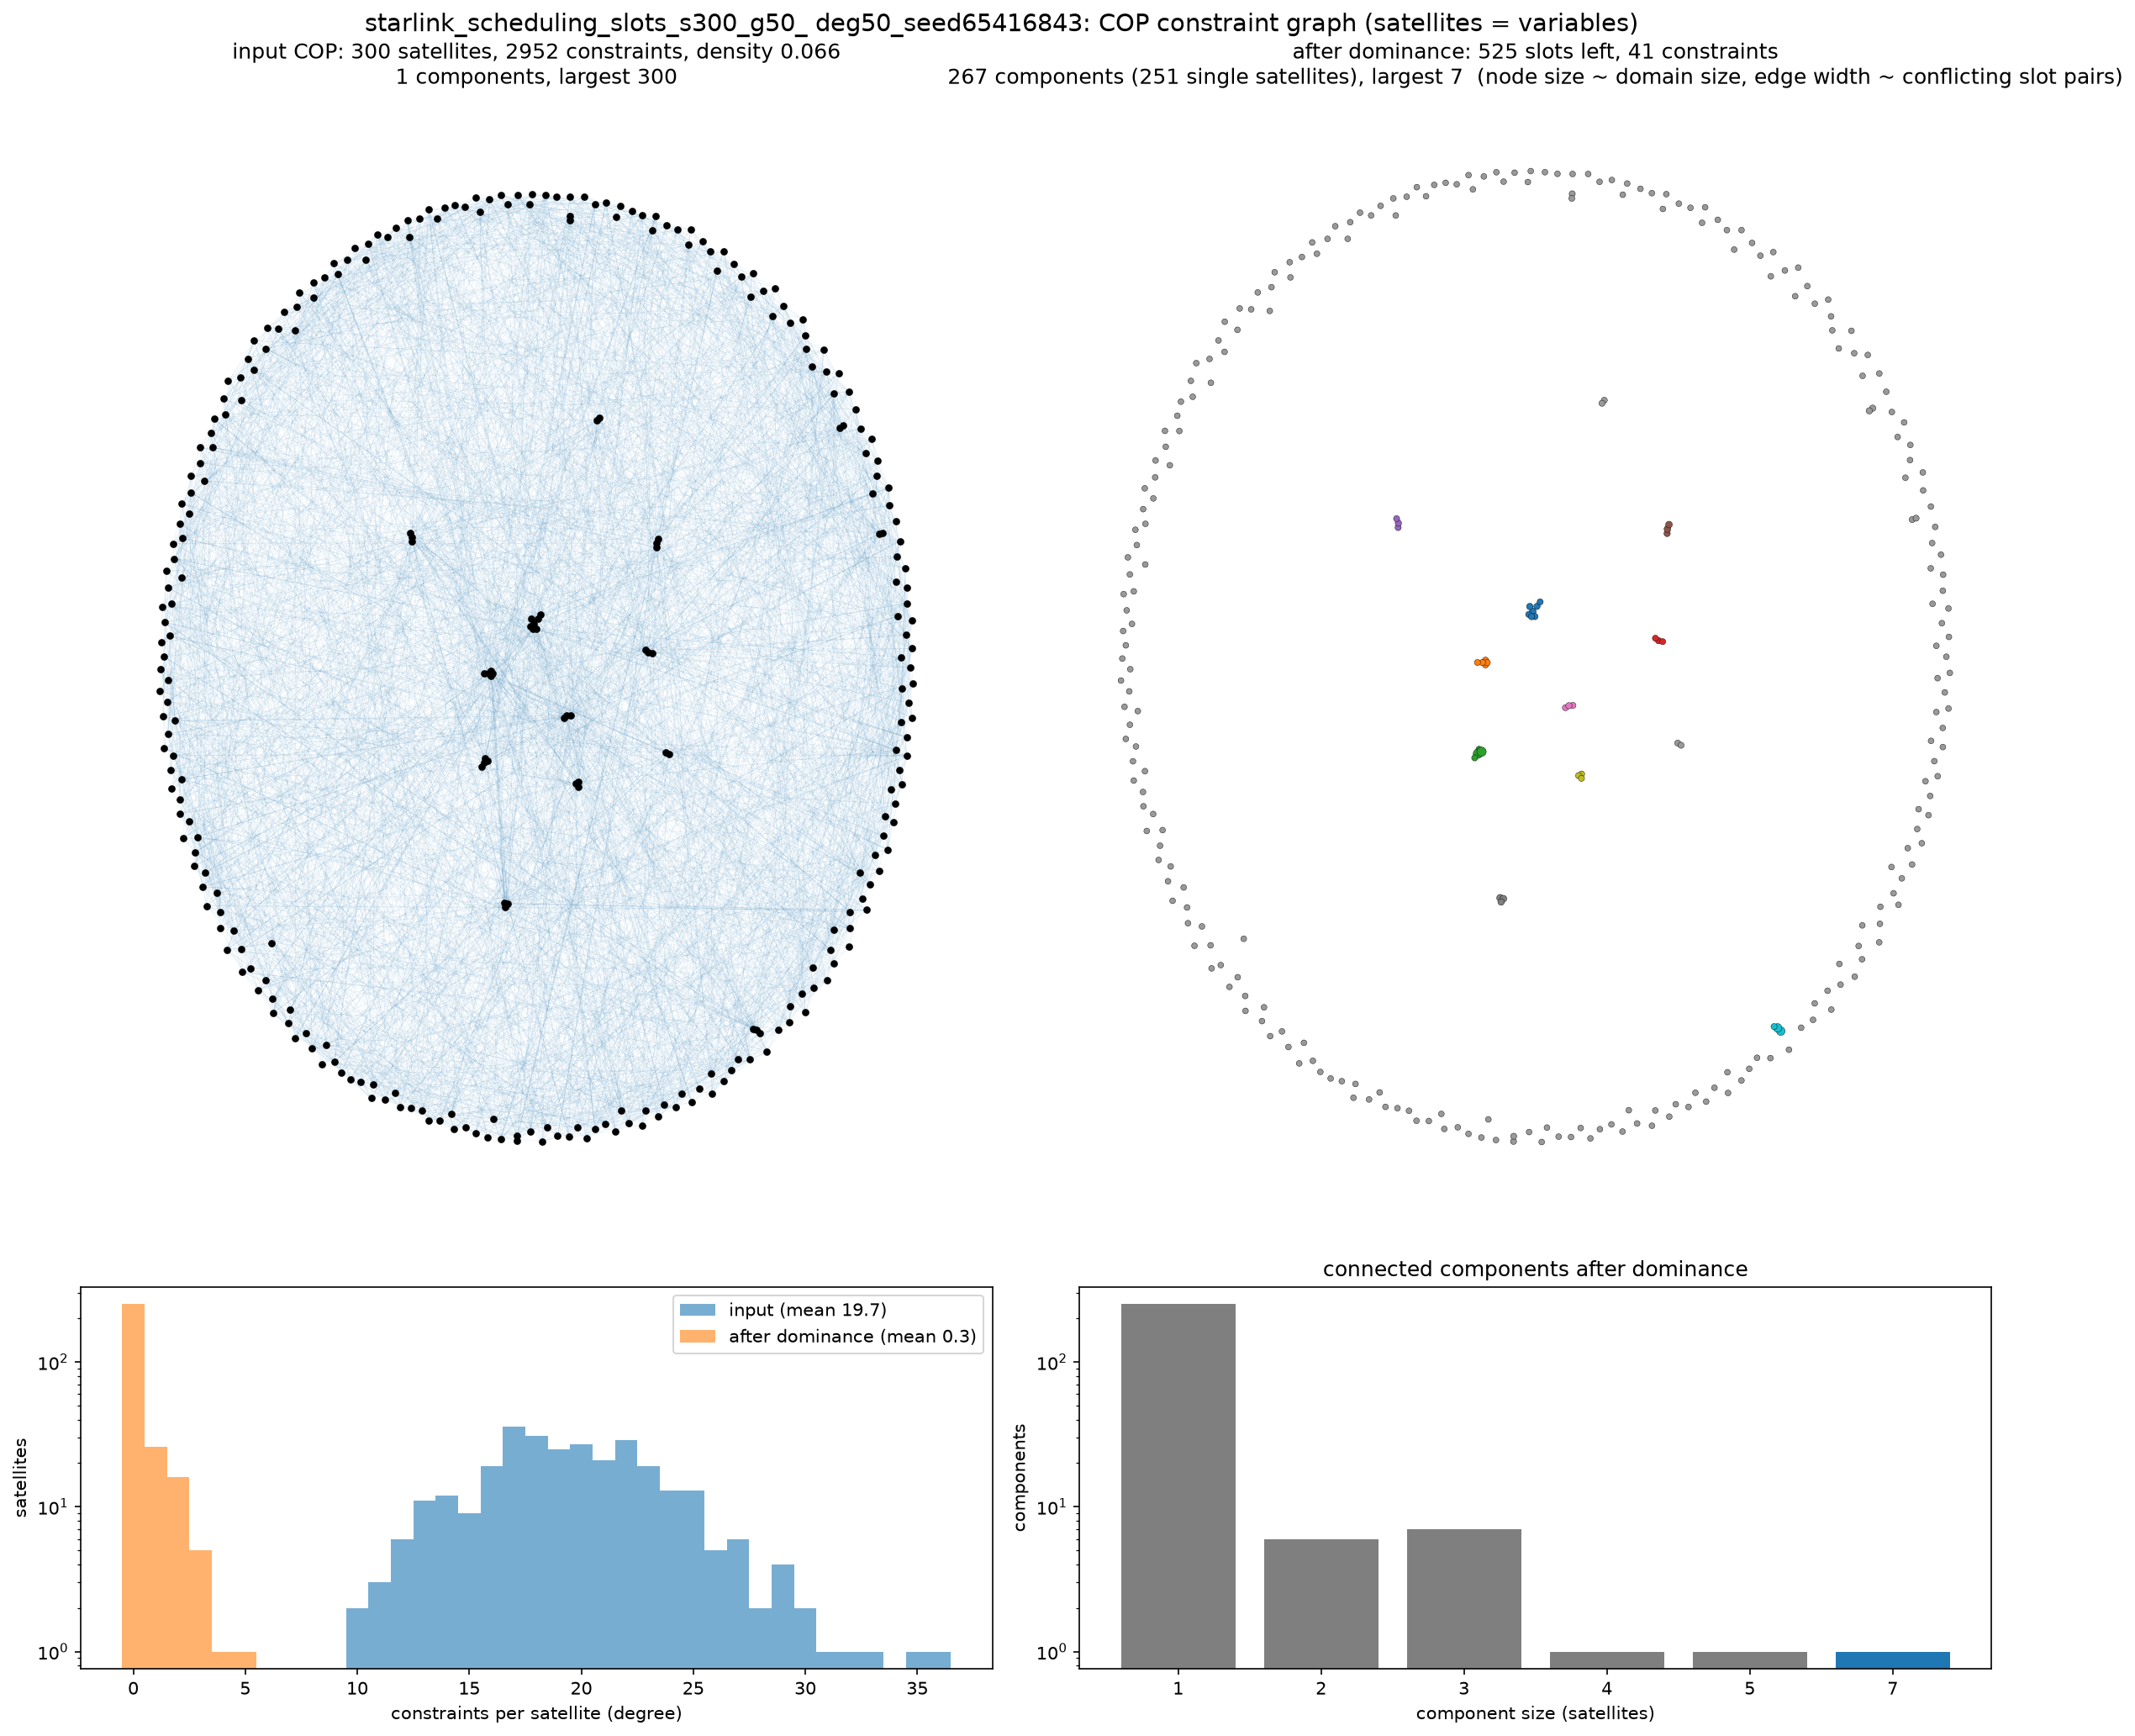 starlink_scheduling_slots_s300_g50_ deg50_seed65416843: COP constraint graph (satellites = variables)
input COP: 300 satellites, 2952 constraints, density 0.066
1 components, largest 300
after dominance: 525 slots left, 41 constraints
267 components (251 single satellites), largest 7  (node size ~ domain size, edge width ~ conflicting slot pairs)
satellites
10²
10¹
10⁰
input (mean 19.7)
after dominance (mean 0.3)
0 5 10 15 20 25 30 35
constraints per satellite (degree)
connected components after dominance
components
10²
10¹
10⁰
1 2 3 4 5 7
component size (satellites)